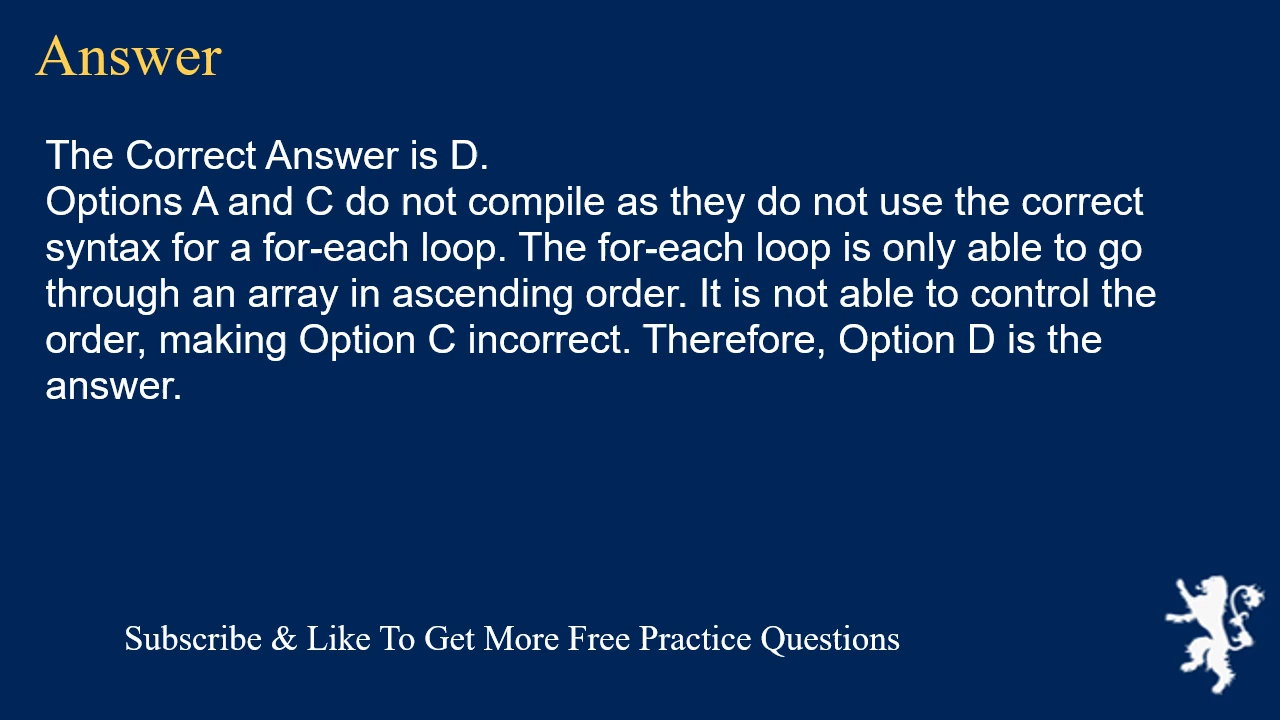 Answer
The Correct Answer is D.
Options A and C do not compile as they do not use the correct
syntax for a for-each loop. The for-each loop is only able to go
through an array in ascending order. It is not able to control the
order, making Option C incorrect. Therefore, Option D is the
answer.
Subscribe & Like To Get More Free Practice Questions